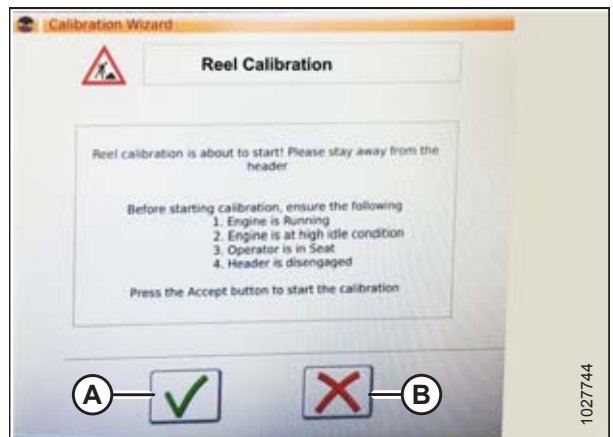 Calibration Wizard
Reel Calibration
Reel calibration is about to start! Please stay away from the
header
Before starting calibration, ensure the following
1. Engine is Running
2. Engine is at high idle condition
3. Operator is in Seat
4. Header is disengaged
Press the Accept button to start the calibration
A
B
1027744